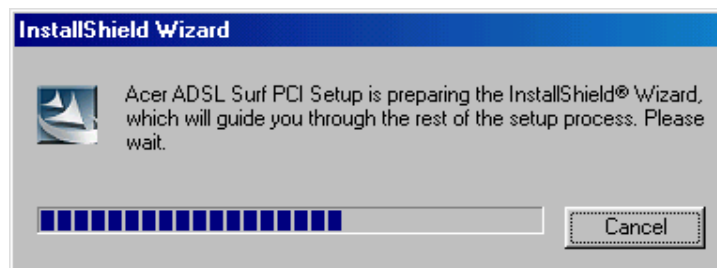 InstallShield Wizard
Acer ADSL Surf PCI Setup is preparing the InstallShield® Wizard,
which will guide you through the rest of the setup process. Please
wait.
Cancel